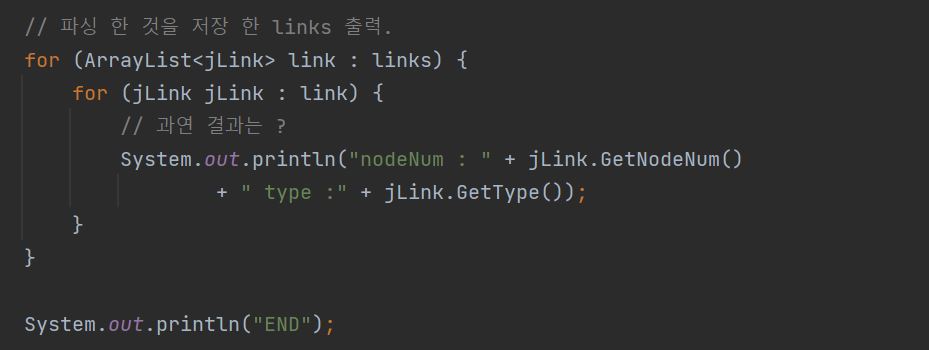 // 파싱 한 것을 저장 한 links 출력.
for (ArrayList<jLink> link : links) {
    for (jLink jLink : link) {
        // 과연 결과는 ?
        System.out.println("nodeNum : " + jLink.GetNodeNum()
                + " type :" + jLink.GetType());
    }
}

System.out.println("END");